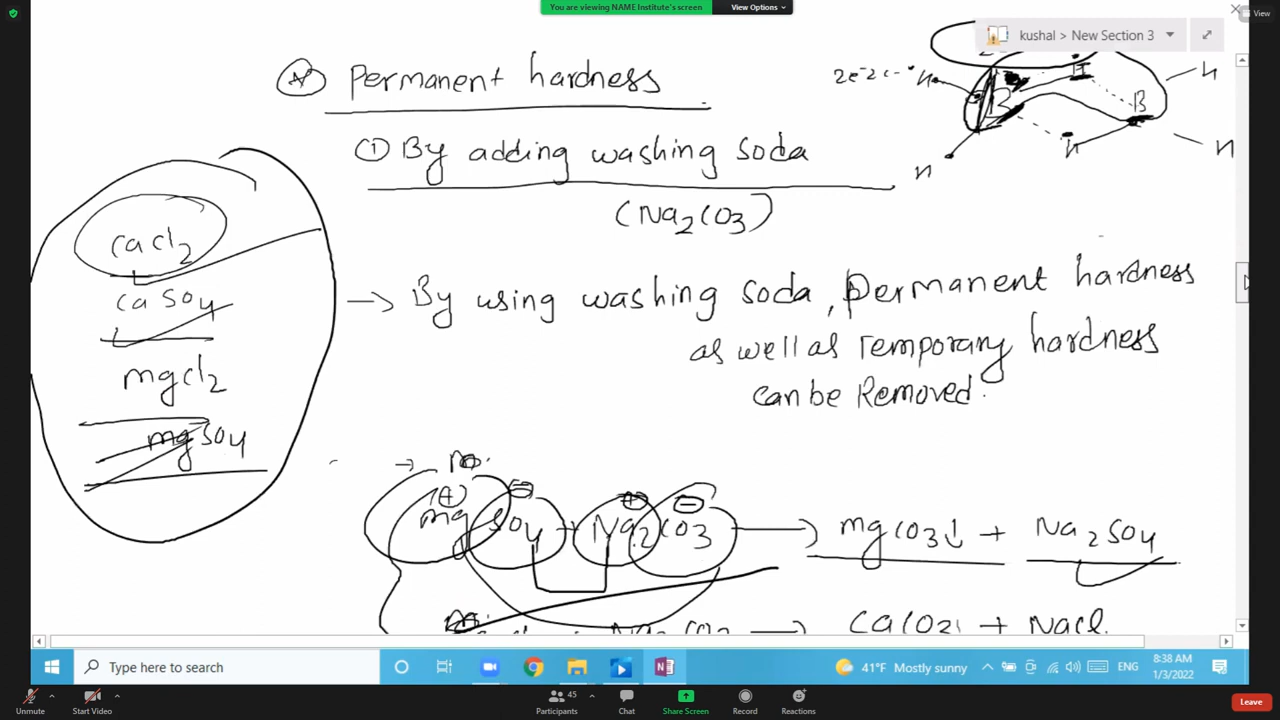 You are viewing NAME Institute's screen
View Options
View
kushal > New Section 3
(A) Permanent hardness
① By adding washing soda
(Na2CO3)
2e-2c-
H
H
H
B
B
H
H
H
CaCl2
CaSO4
MgCl2
MgSO4
→ By using washing soda, Permanent hardness
as well as Temporary hardness
can be Removed.
→
MgSO4 + Na2CO3 → MgCO3↓ + Na2SO4
→ CaCO3↓ + NaCl
Type here to search
41°F Mostly sunny
ENG
8:38 AM
1/3/2022
Unmute
Start Video
45
Participants
Chat
Share Screen
Record
Reactions
Leave